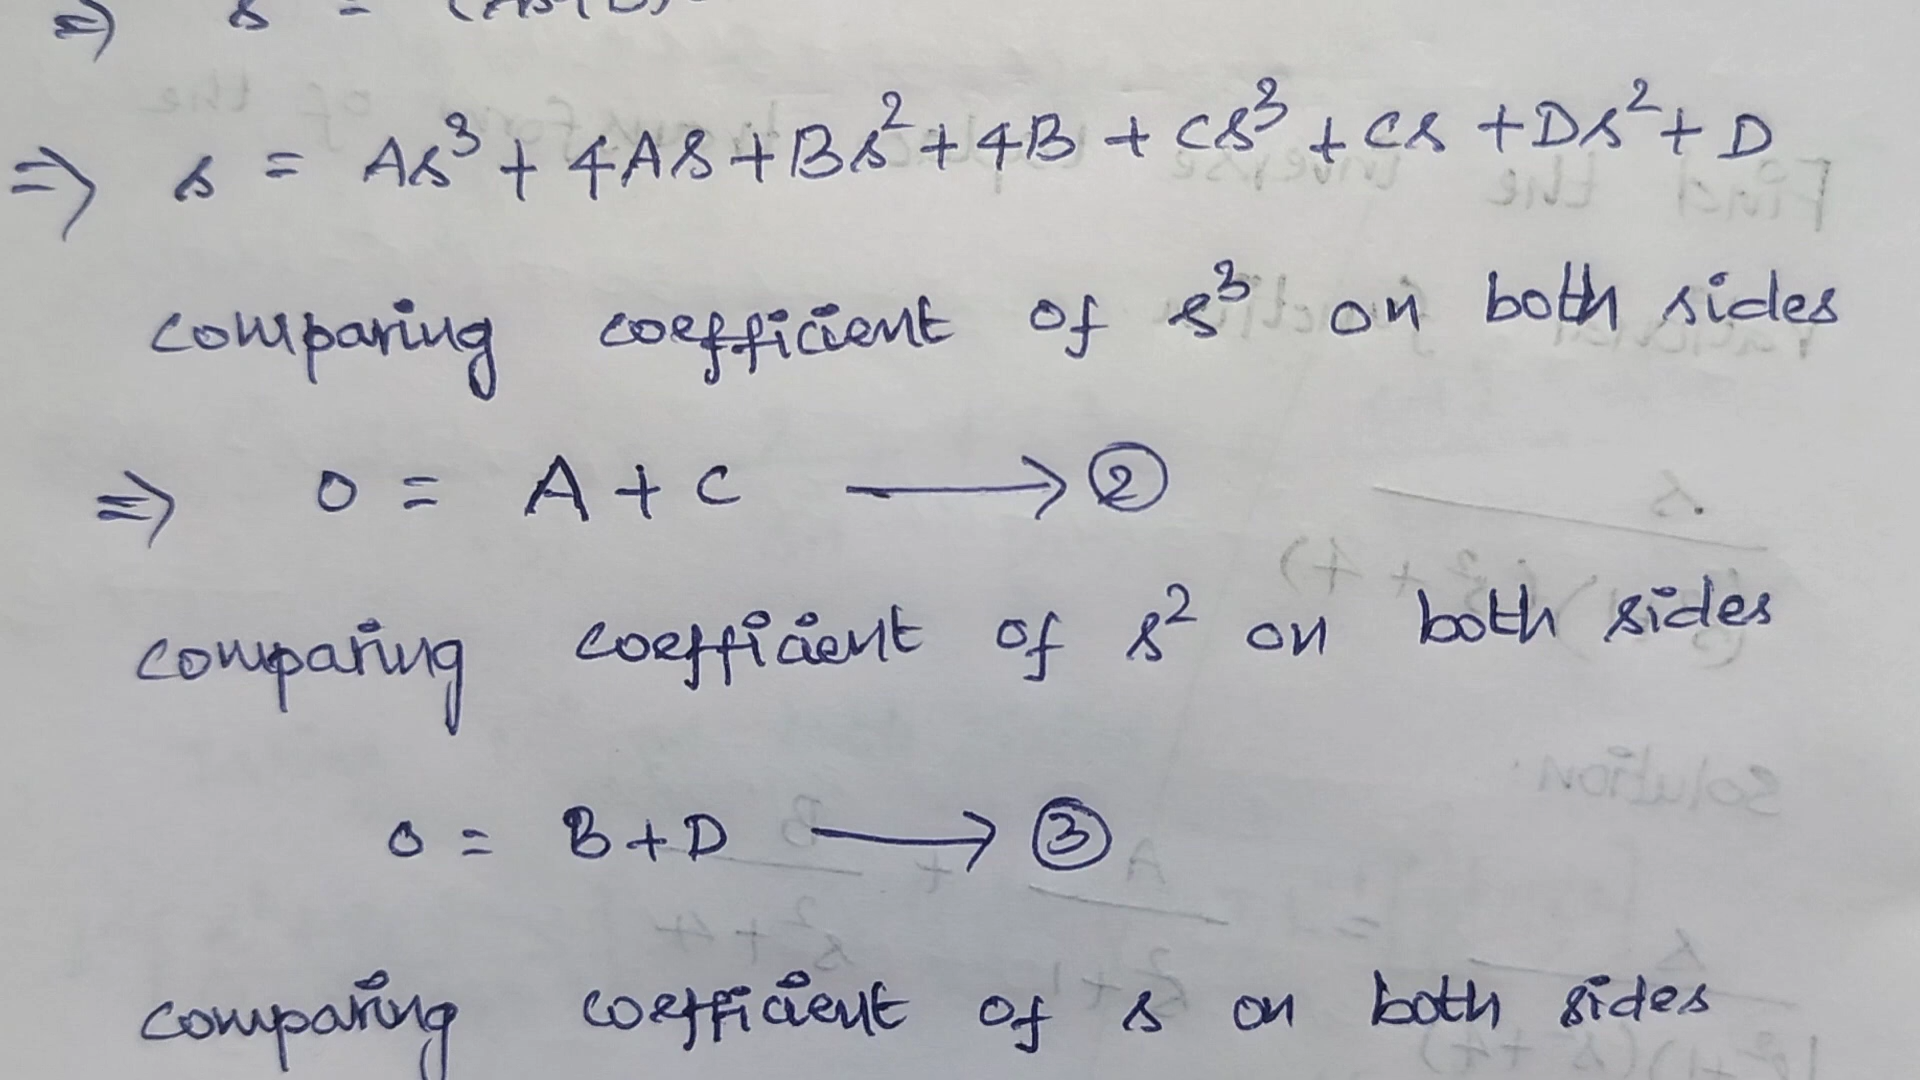 ⇒ s = As³ + 4As + Bs² + 4B + Cs³ + Cs + Ds² + D
comparing coefficient of s³ on both sides
⇒ 0 = A + C ⟶ ②
comparing coefficient of s² on both sides
0 = B + D ⟶ ③
comparing coefficient of s on both sides